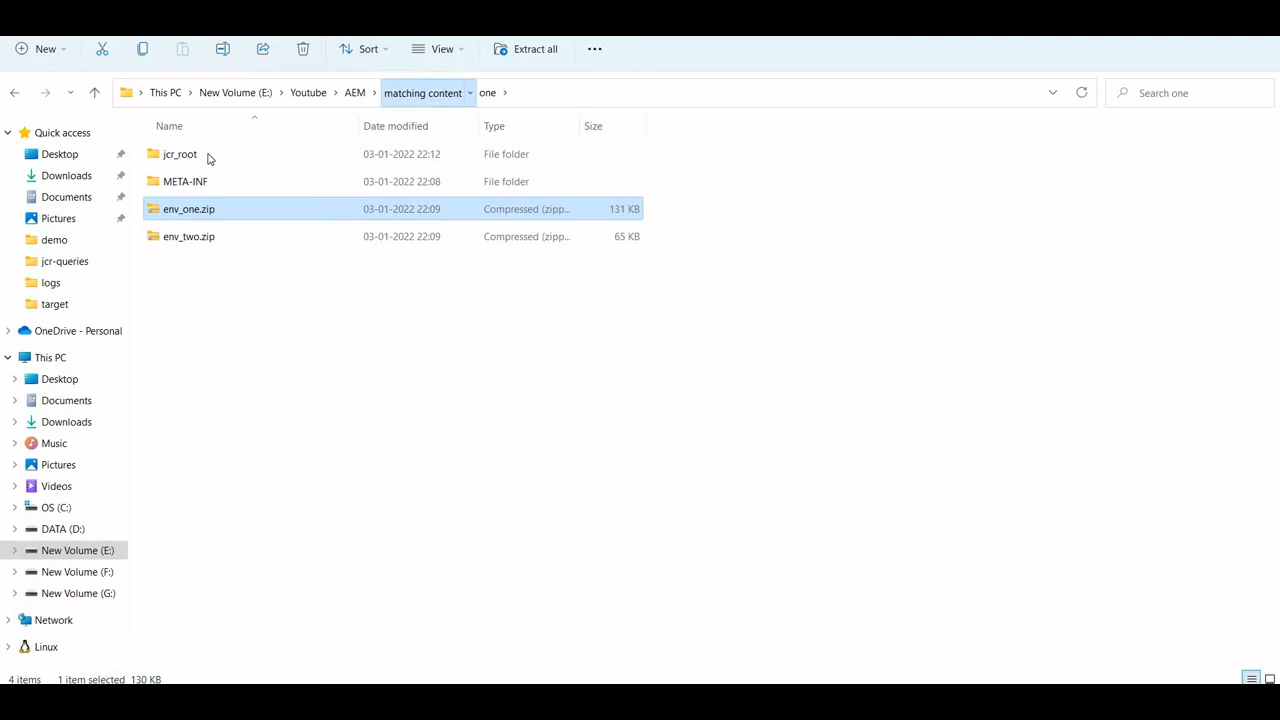 New
Sort
View
Extract all
This PC
New Volume (E:)
Youtube
AEM
matching content
one
Search one
Name
Date modified
Type
Size
jcr_root
03-01-2022 22:12
File folder
META-INF
03-01-2022 22:08
File folder
env_one.zip
03-01-2022 22:09
Compressed (zipp...
131 KB
env_two.zip
03-01-2022 22:09
Compressed (zipp...
65 KB
Quick access
Desktop
Downloads
Documents
Pictures
demo
jcr-queries
logs
target
OneDrive - Personal
This PC
Desktop
Documents
Downloads
Music
Pictures
Videos
OS (C:)
DATA (D:)
New Volume (E:)
New Volume (F:)
New Volume (G:)
Network
Linux
4 items
1 item selected 130 KB